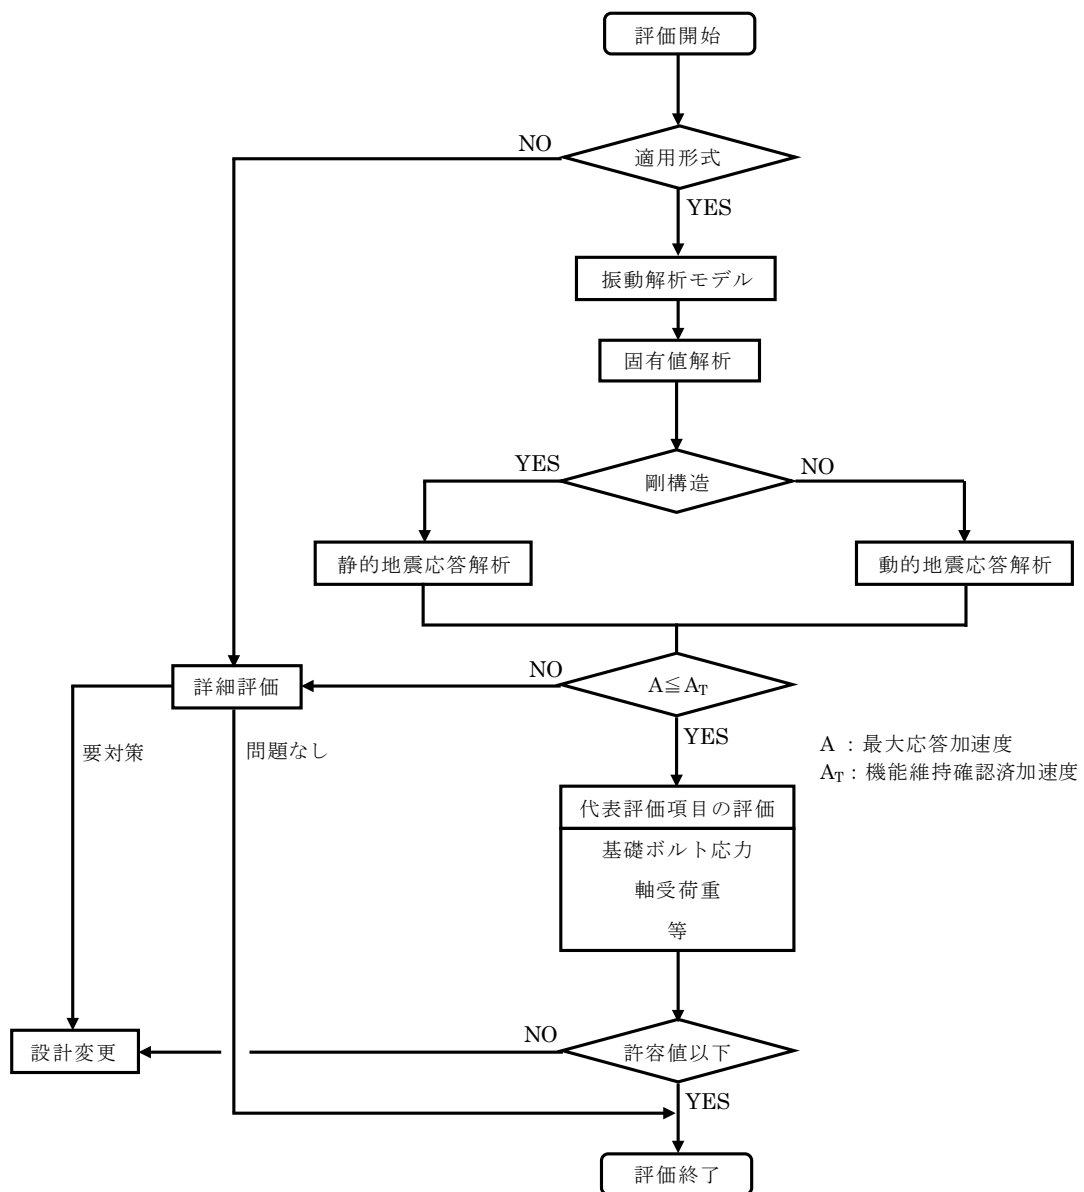 評価開始
NO
適用形式
YES
振動解析モデル
固有値解析
YES
剛構造
NO
静的地震応答解析
動的地震応答解析
詳細評価
NO
A≦AT
YES
要対策
問題なし
A：最大応答加速度
AT：機能維持確認済加速度
代表評価項目の評価
基礎ボルト応力
軸受荷重
等
設計変更
NO
許容値以下
YES
評価終了